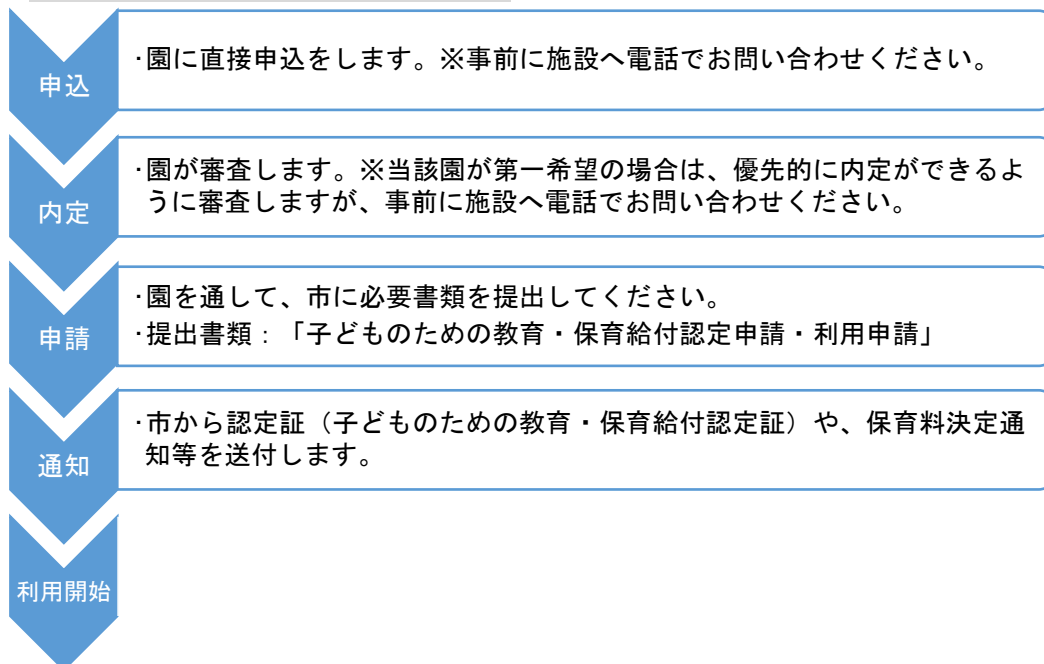 申込
・園に直接申込をします。※事前に施設へ電話でお問い合わせください。
内定
・園が審査します。※当該園が第一希望の場合は、優先的に内定ができるよ
うに審査しますが、事前に施設へ電話でお問い合わせください。
申請
・園を通して、市に必要書類を提出してください。
・提出書類：「子どものための教育・保育給付認定申請・利用申請」
通知
・市から認定証（子どものための教育・保育給付認定証）や、保育料決定通
知等を送付します。
利用開始